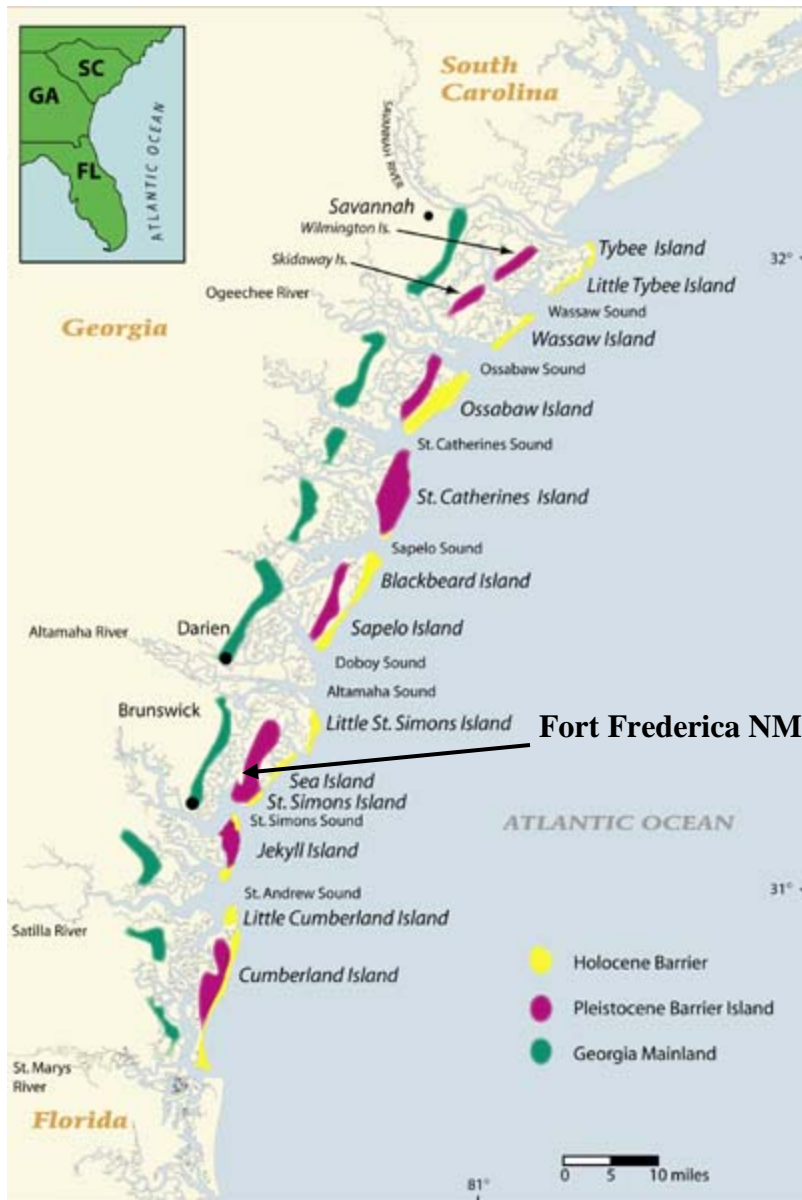 SC
GA
FL
ATLANTIC OCEAN
South
Carolina
SAVANNAH RIVER
Savannah
Wilmington Is.
Skidaway Is.
Ogeechee River
Tybee Island
32°
Little Tybee Island
Wassaw Sound
Georgia
Wassaw Island
Ossabaw Sound
Ossabaw Island
St. Catherines Sound
St. Catherines Island
Sapelo Sound
Blackbeard Island
Altamaha River
Darien
Sapelo Island
Doboy Sound
Altamaha Sound
Brunswick
Little St. Simons Island
Fort Frederica NM
Sea Island
St. Simons Island
St. Simons Sound
ATLANTIC OCEAN
Jekyll Island
31°
St. Andrew Sound
Little Cumberland Island
Satilla River
Cumberland Island
Holocene Barrier
Pleistocene Barrier Island
Georgia Mainland
St. Marys
River
Florida
0 5 10 miles
81°